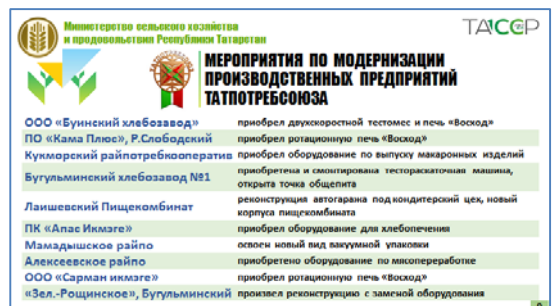 Министерство сельского хозяйства
и продовольствия Республики Татарстан
ТАССР
МЕРОПРИЯТИЯ ПО МОДЕРНИЗАЦИИ
ПРОИЗВОДСТВЕННЫХ ПРЕДПРИЯТИЙ
ТАТПОТРЕБСОЮЗА
ООО «Буинский хлебозавод» приобрел двухскоростной тестомес и печь «Восход»
ПО «Кама Плюс», Р.Слободский приобрел ротационную печь «Восход»
Кукморский райпотребкооператив приобрел оборудование по выпуску макаронных изделий
Бугульминский хлебозавод №1 приобретена и смонтирована тестораскаточная машина,
открыта точка общепита
Лаишевский Пищекомбинат реконструкция автогаража под кондитерский цех, новый
корпуса пищекомбината
ПК «Апас Икмэге» приобрел оборудование для хлебопечения
Мамадышское райпо освоен новый вид вакуумной упаковки
Алексеевское райпо приобретено оборудование по мясопереработке
ООО «Сарман икмэге» приобрел ротационную печь «Восход»
«Зел.-Рощинское», Бугульминский произвел реконструкцию с заменой оборудования